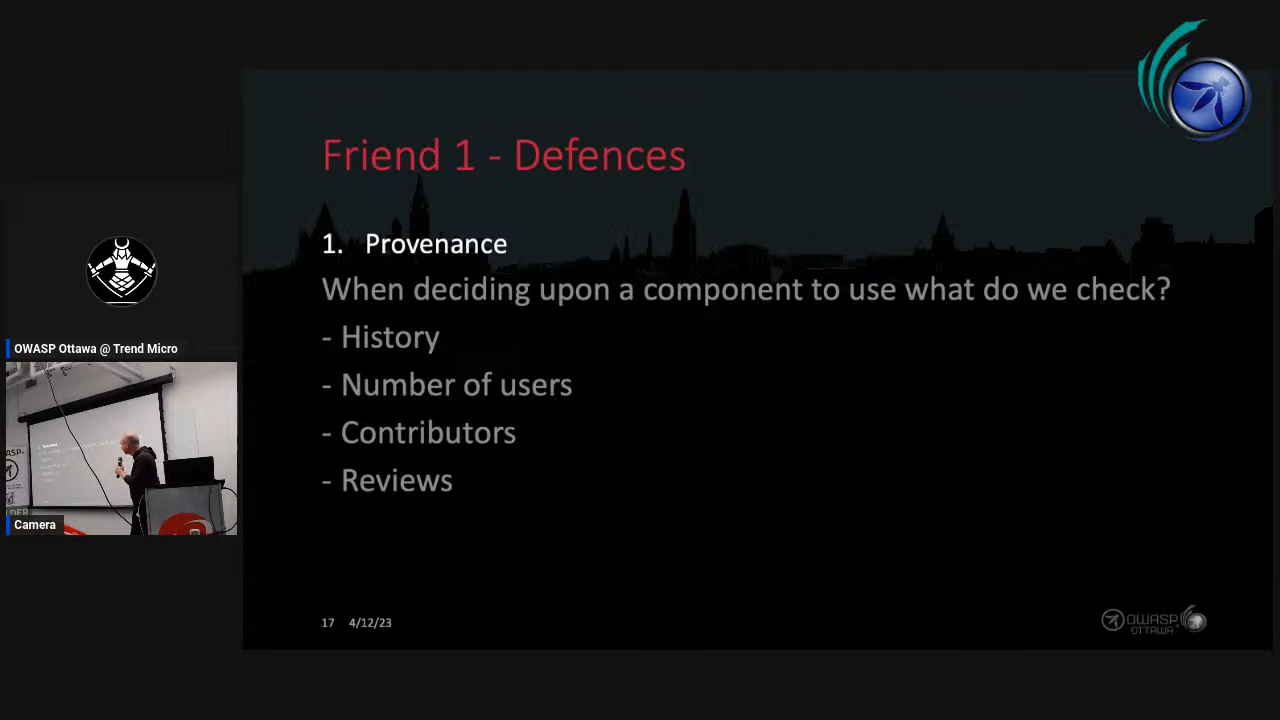 Friend 1 - Defences
1. Provenance
When deciding upon a component to use what do we check?
- History
- Number of users
- Contributors
- Reviews
17 4/12/23
OWASP
OTTAWA
OWASP Ottawa @ Trend Micro
Camera